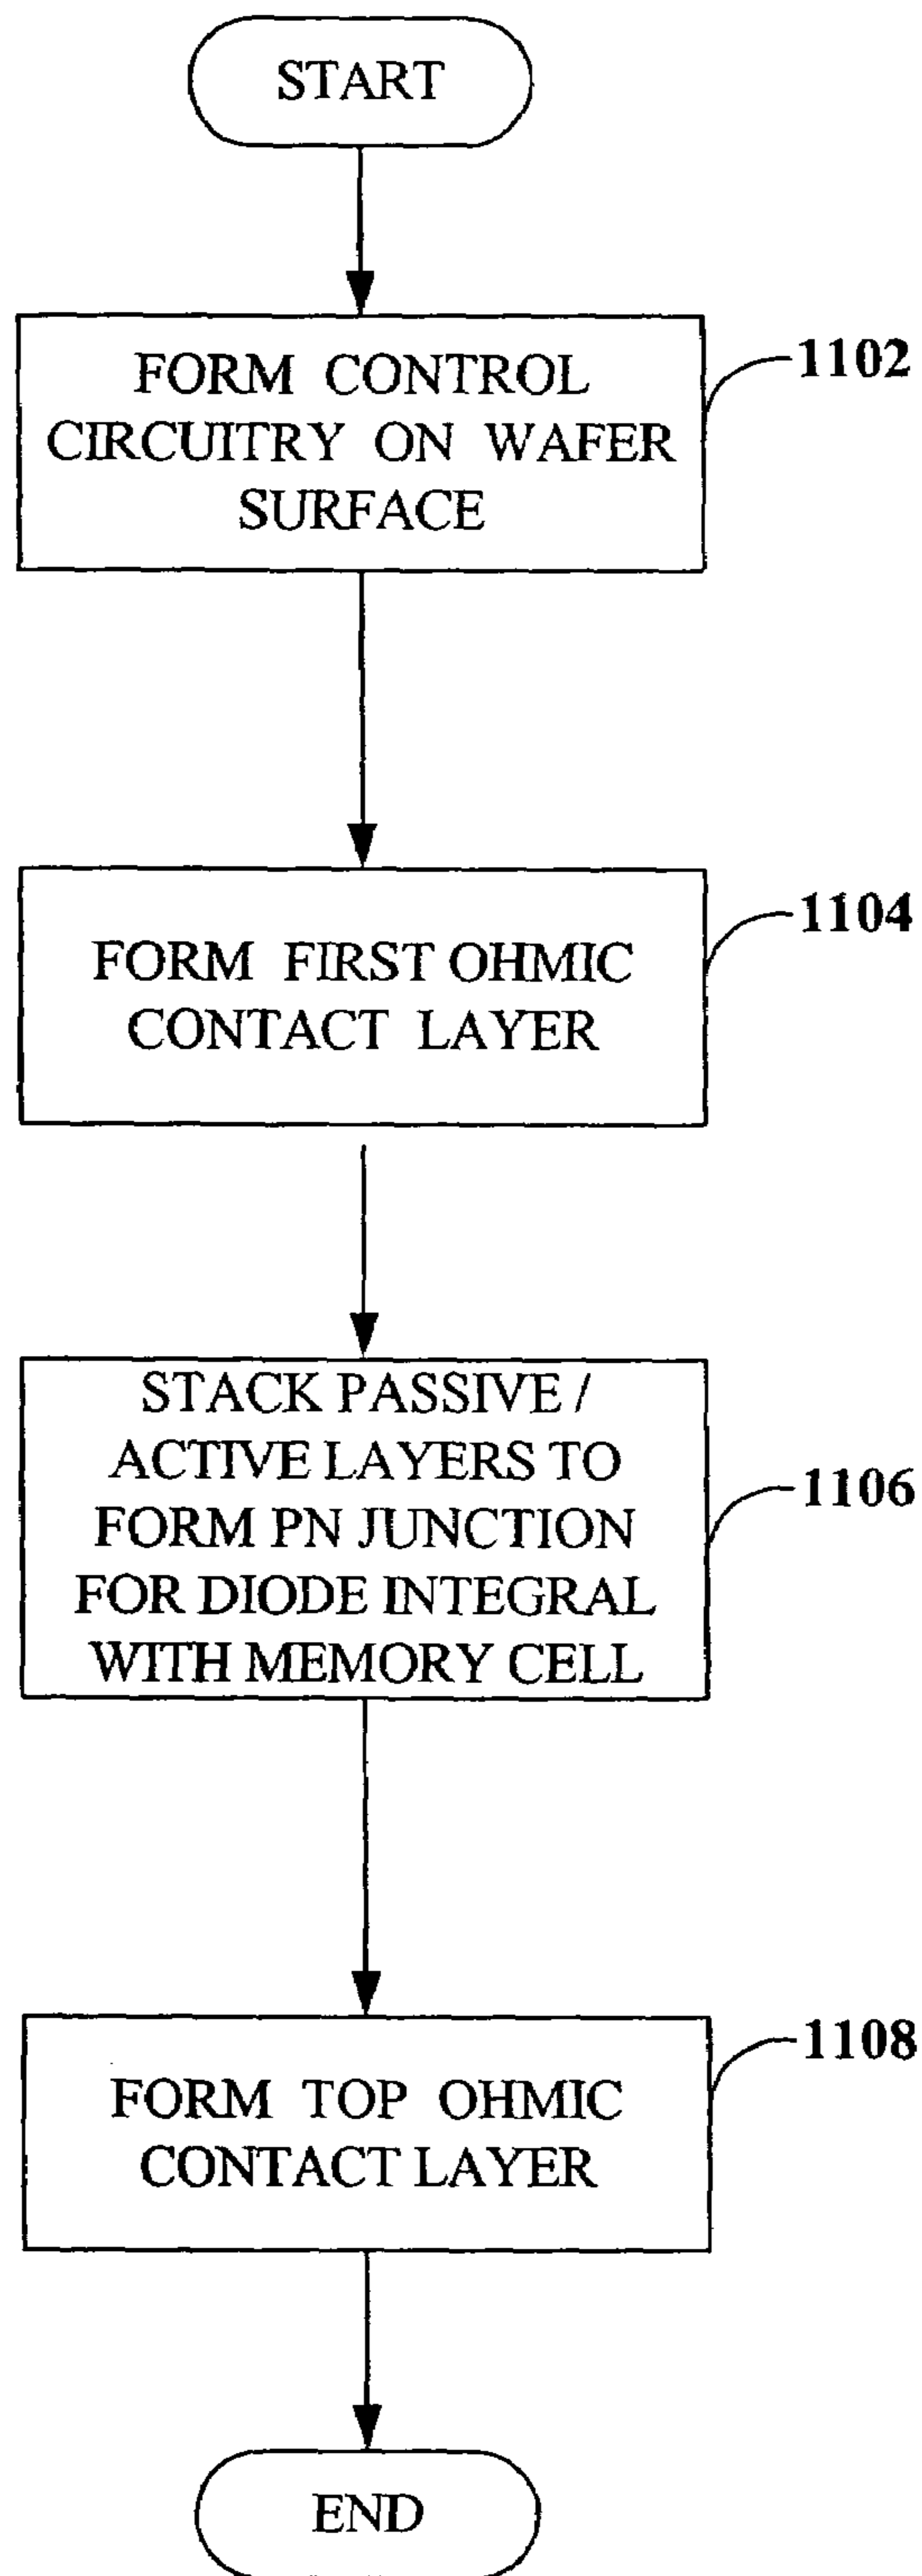 START
FORM CONTROL
CIRCUITRY ON WAFER
SURFACE
1102
FORM FIRST OHMIC
CONTACT LAYER
1104
STACK PASSIVE /
ACTIVE LAYERS TO
FORM PN JUNCTION
FOR DIODE INTEGRAL
WITH MEMORY CELL
1106
FORM TOP OHMIC
CONTACT LAYER
1108
END